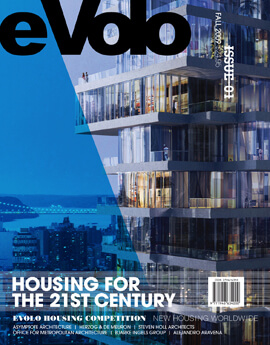 eVolo
FALL 2009
ISSUE 01
HOUSING FOR
THE 21ST CENTURY
EVOLO HOUSING COMPETITION NEW HOUSING WORLDWIDE
ASYMPTOTE ARCHITECTURE | HERZOG & DE MEURON | STEVEN HOLL ARCHITECTS
OFFICE FOR METROPOLITAN ARCHITECTURE | BJARKE INGELS GROUP | ALEJANDRO ARAVENA